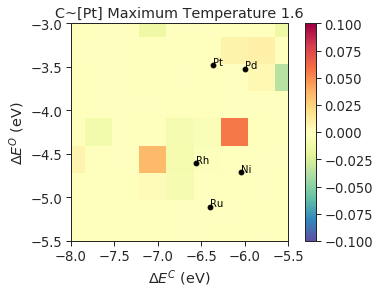 C~[Pt] Maximum Temperature 1.6
ΔE^O (eV)
−3.0
−3.5
−4.0
−4.5
−5.0
−5.5
Pt
Pd
Rh
Ni
Ru
−8.0 −7.5 −7.0 −6.5 −6.0 −5.5
ΔE^C (eV)
0.100
0.075
0.050
0.025
0.000
−0.025
−0.050
−0.075
−0.100